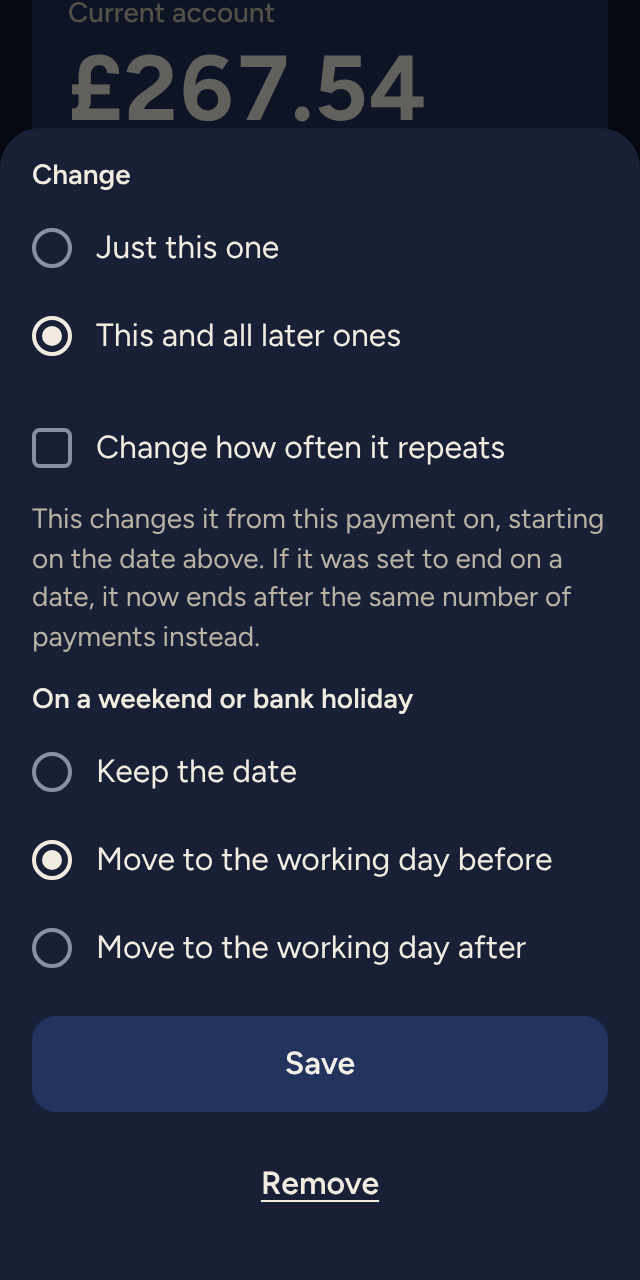 Current account
£267.54
Change
Just this one
This and all later ones
Change how often it repeats
This changes it from this payment on, starting
on the date above. If it was set to end on a
date, it now ends after the same number of
payments instead.
On a weekend or bank holiday
Keep the date
Move to the working day before
Move to the working day after
Save
Remove